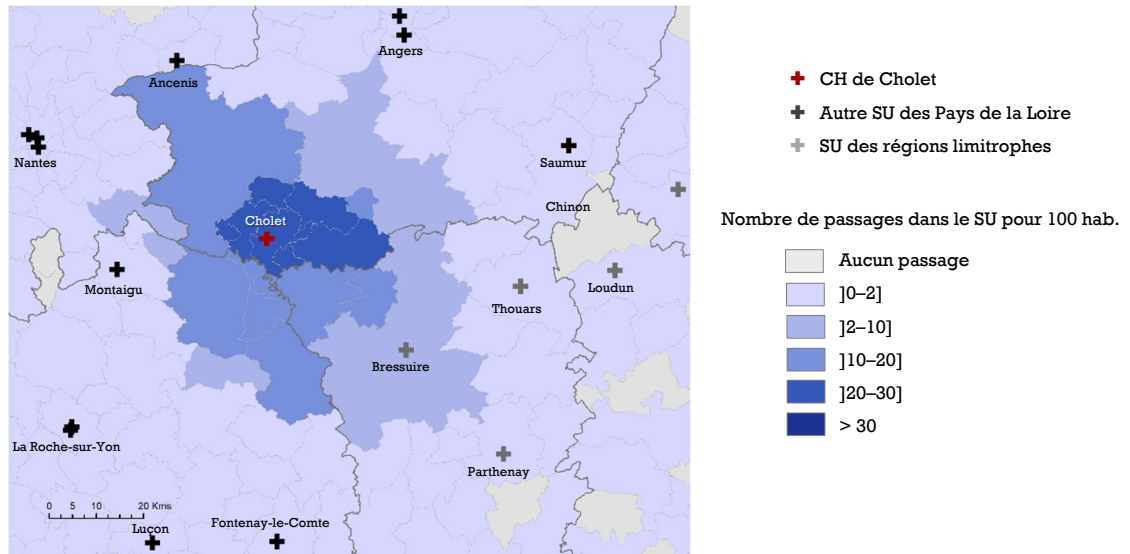 Angers
Ancenis
Nantes
Saumur
Cholet
Chinon
Montaigu
Thouars
Loudun
Bressuire
La Roche-sur-Yon
Parthenay
0 5 10 20 Kms
Luçon
Fontenay-le-Comte
CH de Cholet
Autre SU des Pays de la Loire
SU des régions limitrophes
Nombre de passages dans le SU pour 100 hab.
Aucun passage
]0–2]
]2–10]
]10–20]
]20–30]
> 30